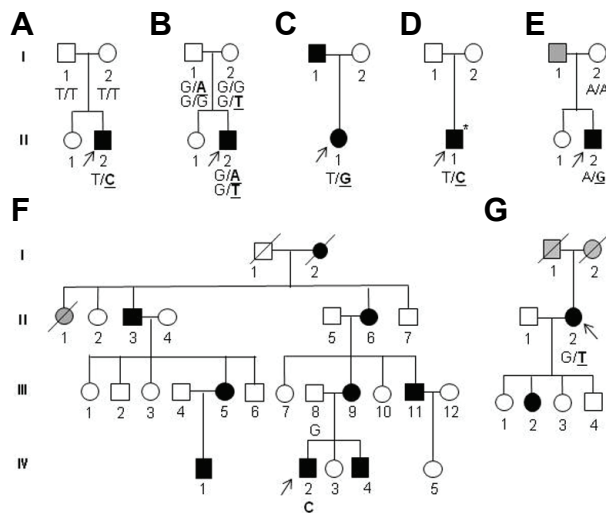 A B C D E
I
1 2 1 2 1 2 1 2 1 2
T/T T/T G/A G/G A/A
G/G G/T
II
1 2 1 2 1 1 * 1 2
T/C G/A T/G T/C A/G
G/T
F G
I
1 2 1 2
II
1 2 3 4 5 6 7 1 2
G/T
III
1 2 3 4 5 6 7 8 9 10 11 12 1 2 3 4
G
IV
1 2 3 4 5
C